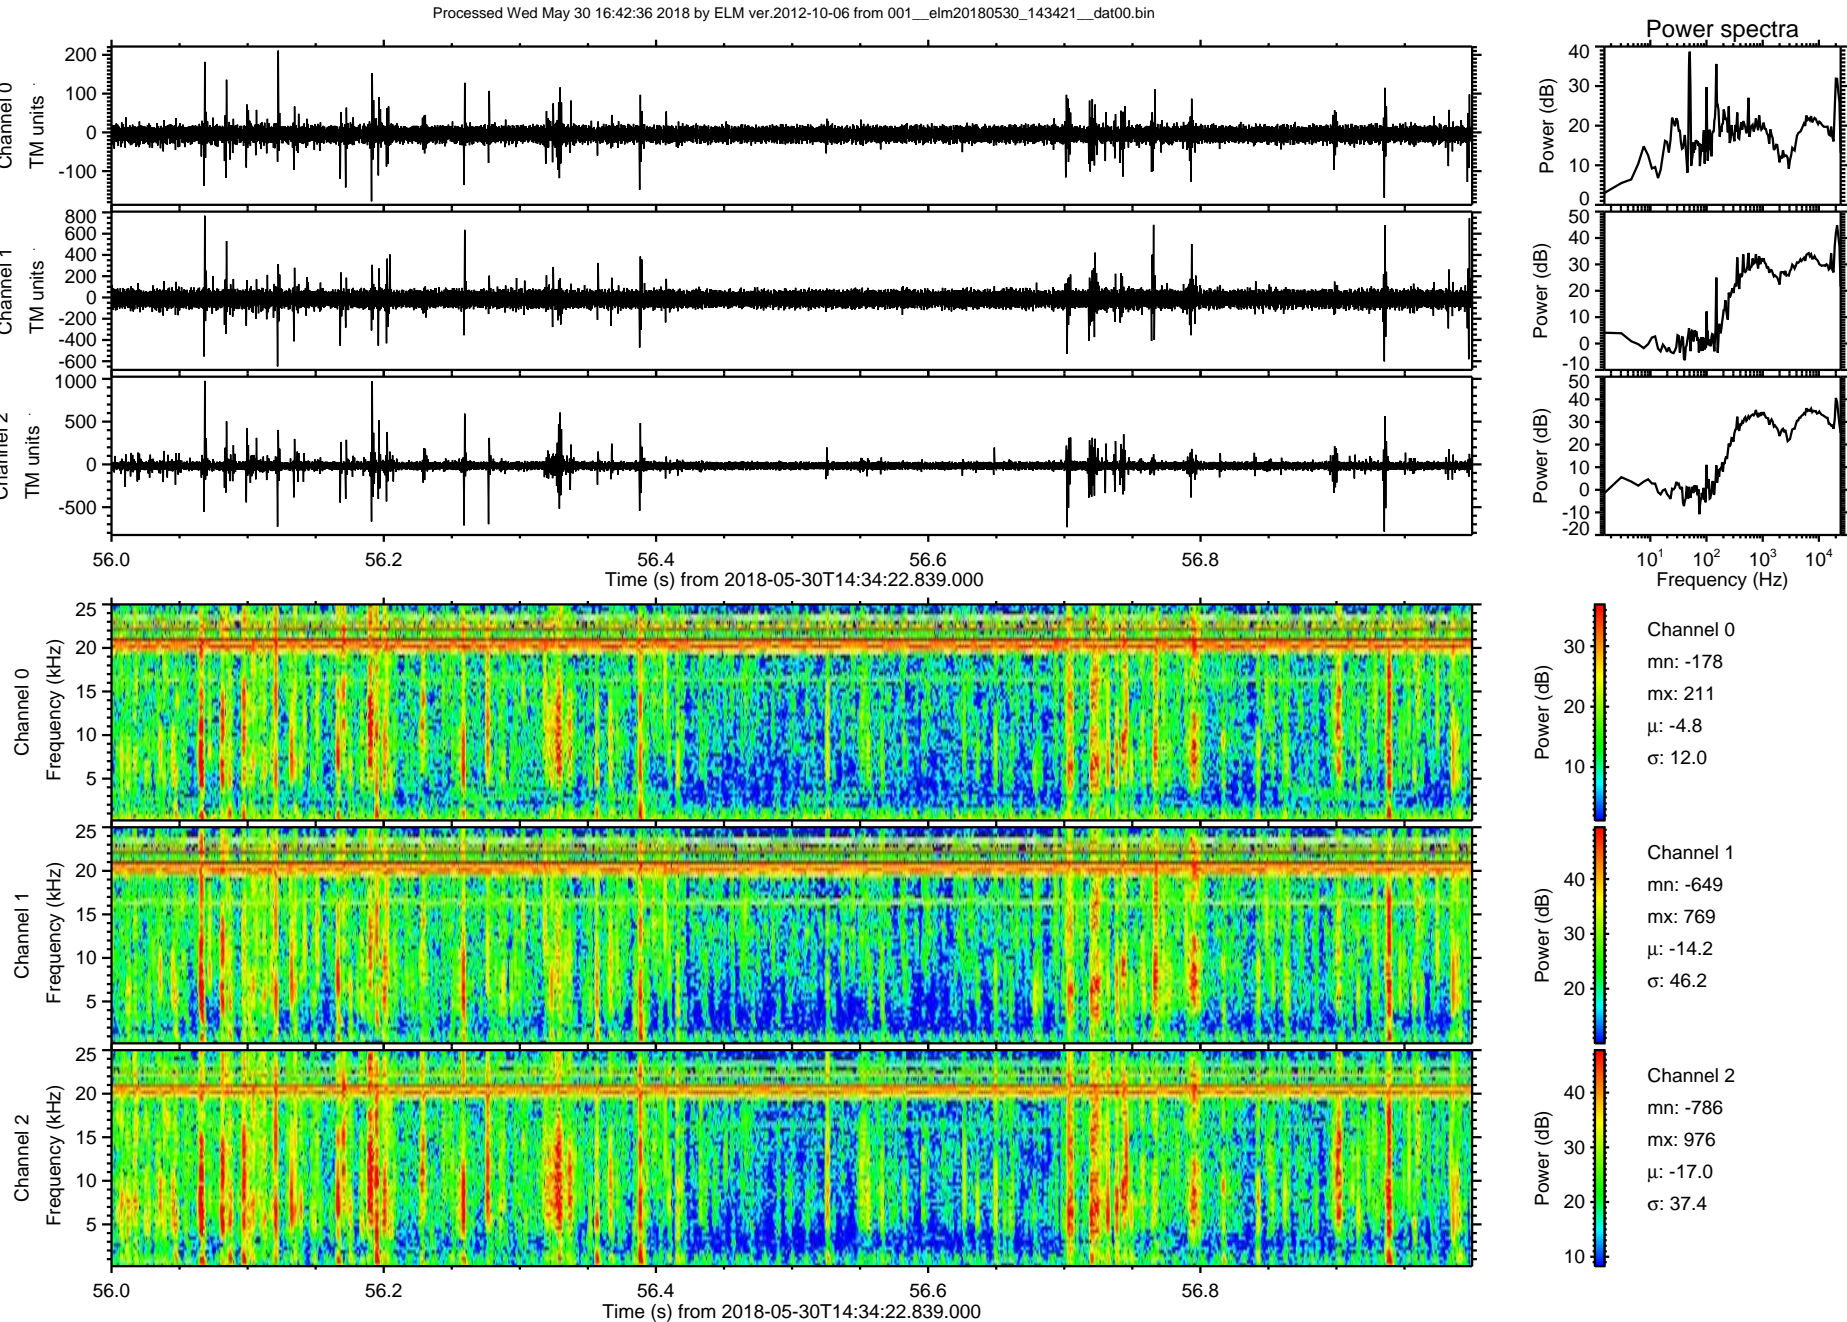 Processed Wed May 30 16:42:36 2018 by ELM ver.2012-10-06 from 001__elm20180530_143421__dat00.bin
Power spectra
Channel 0
TM units
200
100
0
-100
Power (dB)
40
30
20
10
0
Channel 1
TM units
800
600
400
200
0
-200
-400
-600
Power (dB)
50
40
30
20
10
0
-10
Channel 2
TM units
1000
500
0
-500
Power (dB)
50
40
30
20
10
0
-10
-20
56.0 56.2 56.4 56.6 56.8
Time (s) from 2018-05-30T14:34:22.839.000
10¹ 10² 10³ 10⁴
Frequency (Hz)
Channel 0
Frequency (kHz)
25
20
15
10
5
Power (dB)
30
20
10
Channel 0
mn: -178
mx: 211
μ: -4.8
σ: 12.0
Channel 1
Frequency (kHz)
25
20
15
10
5
Power (dB)
40
30
20
Channel 1
mn: -649
mx: 769
μ: -14.2
σ: 46.2
Channel 2
Frequency (kHz)
25
20
15
10
5
Power (dB)
40
30
20
10
Channel 2
mn: -786
mx: 976
μ: -17.0
σ: 37.4
56.0 56.2 56.4 56.6 56.8
Time (s) from 2018-05-30T14:34:22.839.000